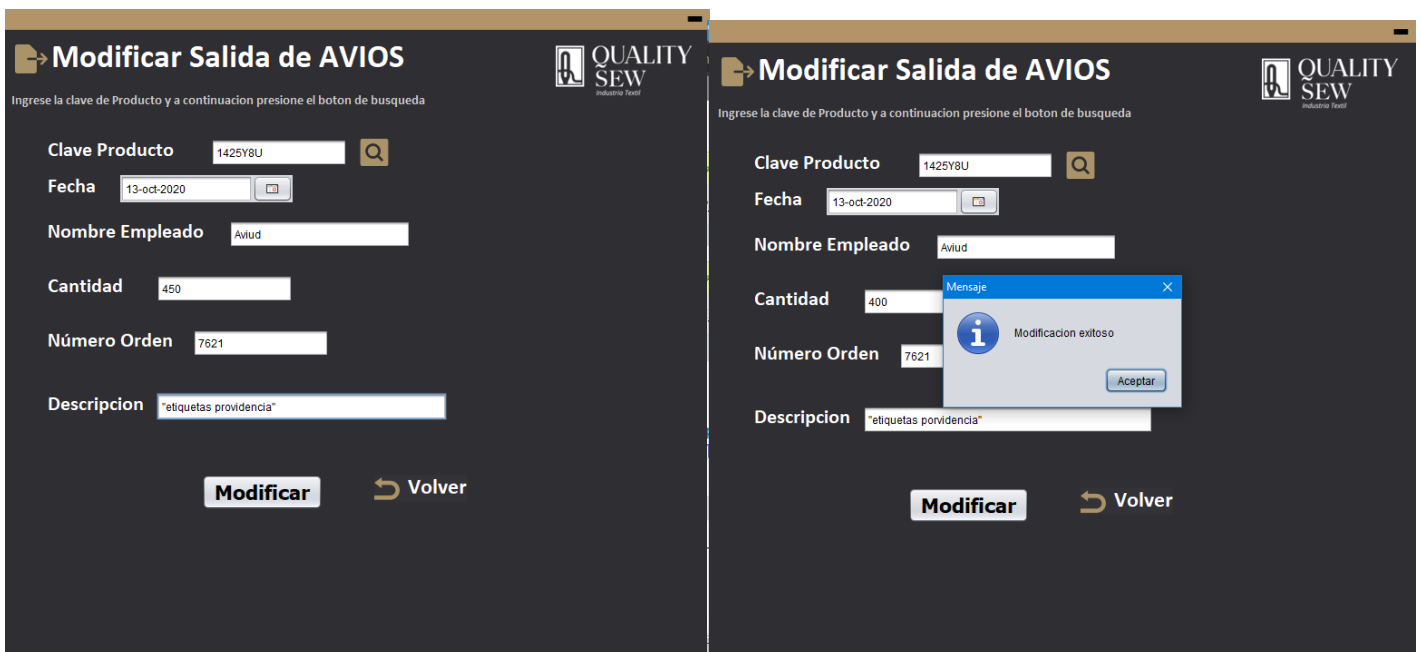 Modificar Salida de AVIOS
QUALITY
SEW
Industria Textil
Ingrese la clave de Producto y a continuacion presione el boton de busqueda
Clave Producto 1425Y8U
Fecha 13-oct-2020
Nombre Empleado Aviud
Cantidad 450
Número Orden 7621
Descripcion "etiquetas providencia"
Modificar Volver
Modificar Salida de AVIOS
QUALITY
SEW
Industria Textil
Ingrese la clave de Producto y a continuacion presione el boton de busqueda
Clave Producto 1425Y8U
Fecha 13-oct-2020
Nombre Empleado Aviud
Mensaje
Cantidad 400
Modificacion exitoso
Número Orden 7621
Aceptar
Descripcion "etiquetas porvidencia"
Modificar Volver